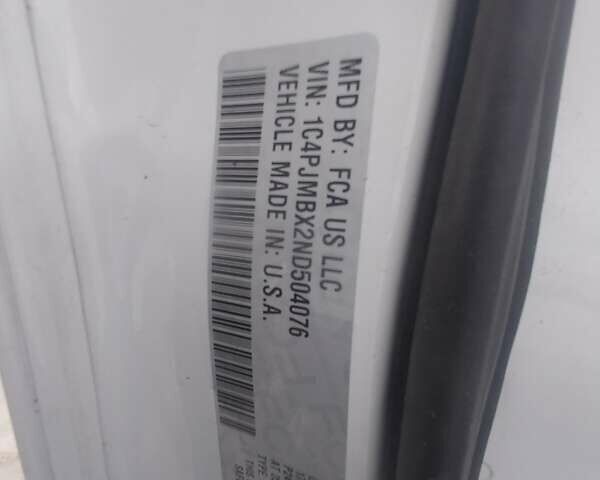 MFD BY: FCA US LLC
VIN: 1C4PJMBX2ND504076
VEHICLE MADE IN: U.S.A.